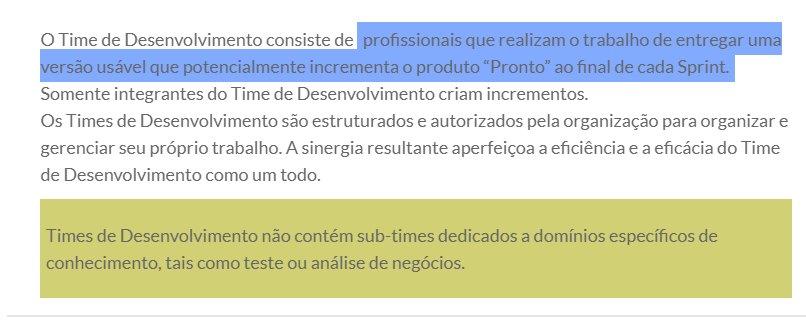 O Time de Desenvolvimento consiste de profissionais que realizam o trabalho de entregar uma
versão usável que potencialmente incrementa o produto “Pronto” ao final de cada Sprint.
Somente integrantes do Time de Desenvolvimento criam incrementos.
Os Times de Desenvolvimento são estruturados e autorizados pela organização para organizar e
gerenciar seu próprio trabalho. A sinergia resultante aperfeiçoa a eficiência e a eficácia do Time
de Desenvolvimento como um todo.
Times de Desenvolvimento não contém sub-times dedicados a domínios específicos de
conhecimento, tais como teste ou análise de negócios.